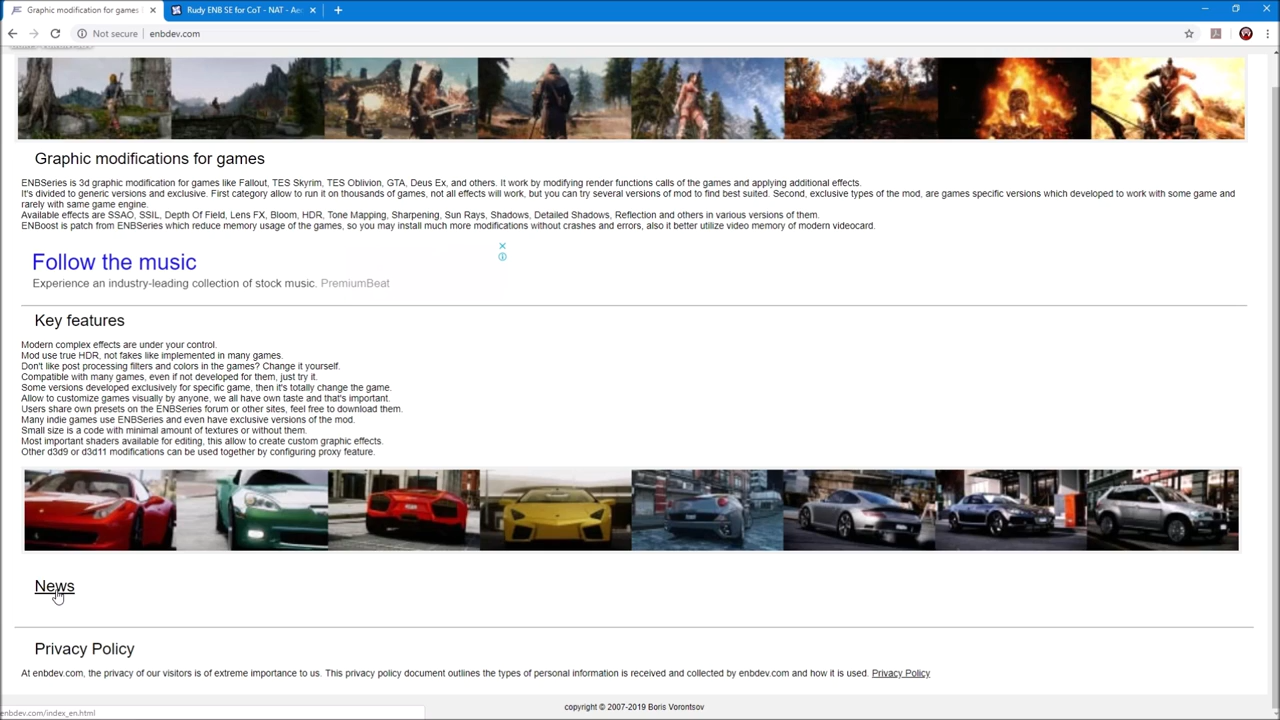 Graphic modification for games
Rudy ENB SE for CoT - NAT - Aes
Not secure
enbdev.com
Graphic modifications for games
ENBSeries is 3d graphic modification for games like Fallout, TES Skyrim, TES Oblivion, GTA, Deus Ex, and others. It work by modifying render functions calls of the games and applying additional effects.
It's divided to generic versions and exclusive. First category allow to run it on thousands of games, not all effects will work, but you can try several versions of mod to find best suited. Second, exclusive types of the mod, are games specific versions which developed to work with some game and
rarely with same game engine.
Available effects are SSAO, SSIL, Depth Of Field, Lens FX, Bloom, HDR, Tone Mapping, Sharpening, Sun Rays, Shadows, Detailed Shadows, Reflection and others in various versions of them.
ENBoost is patch from ENBSeries which reduce memory usage of the games, so you may install much more modifications without crashes and errors, also it better utilize video memory of modern videocard.
Follow the music
Experience an industry-leading collection of stock music. PremiumBeat
Key features
Modern complex effects are under your control.
Mod use true HDR, not fakes like implemented in many games.
Don't like post processing filters and colors in the games? Change it yourself.
Compatible with many games, even if not developed for them, just try it.
Some versions developed exclusively for specific game, then it's totally change the game.
Allow to customize games visually by anyone, we all have own taste and that's important.
Users share own presets on the ENBSeries forum or other sites, feel free to download them.
Many indie games use ENBSeries and even have exclusive versions of the mod.
Small size is a code with minimal amount of textures or without them.
Most important shaders available for editing, this allow to create custom graphic effects.
Other d3d9 or d3d11 modifications can be used together by configuring proxy feature.
News
Privacy Policy
At enbdev.com, the privacy of our visitors is of extreme importance to us. This privacy policy document outlines the types of personal information is received and collected by enbdev.com and how it is used. Privacy Policy
copyright © 2007-2019 Boris Vorontsov
enbdev.com/index_en.html